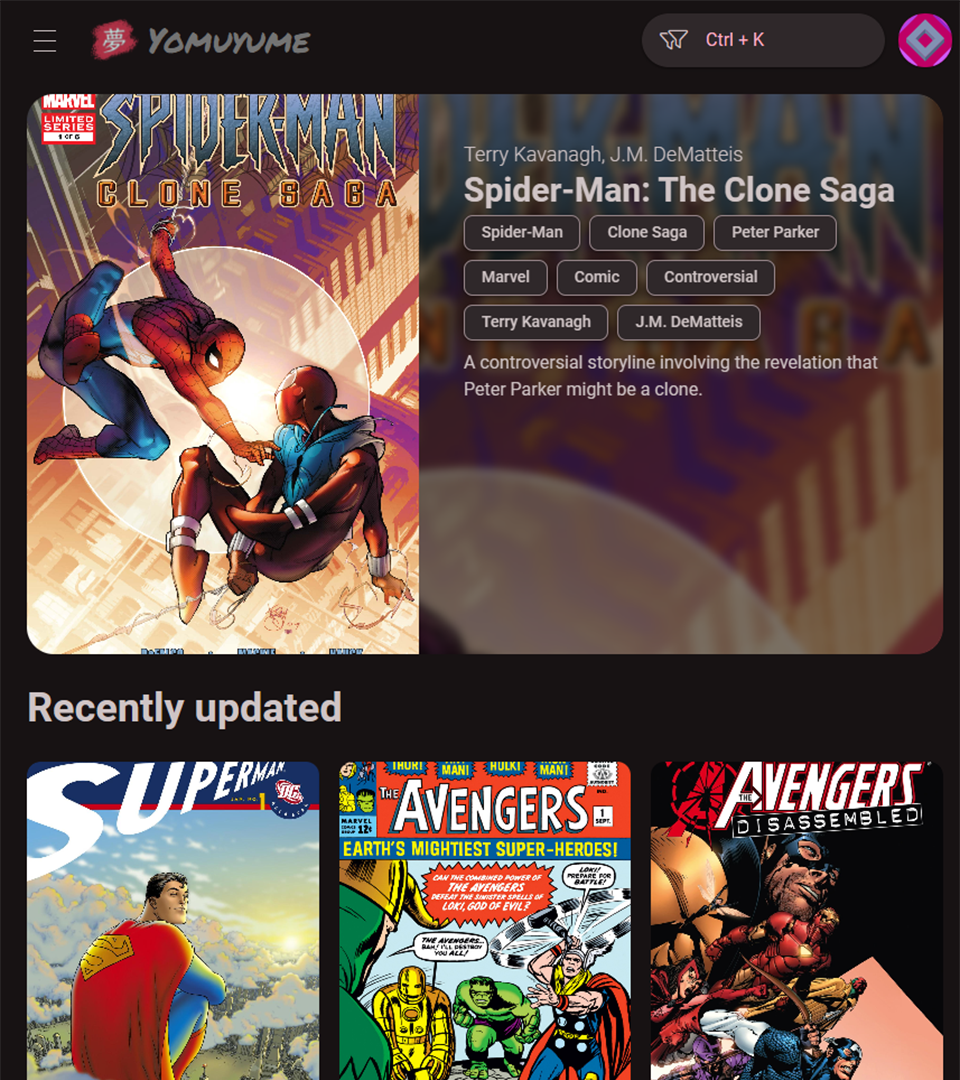 夢 YOMUYUME
Ctrl + K
MARVEL
LIMITED
SERIES
1 OF 6
SPIDER-MAN
CLONE SAGA
Terry Kavanagh, J.M. DeMatteis
Spider-Man: The Clone Saga
Spider-Man Clone Saga Peter Parker
Marvel Comic Controversial
Terry Kavanagh J.M. DeMatteis
A controversial storyline involving the revelation that
Peter Parker might be a clone.
Recently updated
SUPERMAN
DC
THOR! ANT MAN! HULK! IRON MAN!
THE AVENGERS
MARVEL
COMICS
GROUP 12¢
1
SEPT.
EARTH'S MIGHTIEST SUPER-HEROES!
CAN THE COMBINED POWER OF
THE AVENGERS
DEFEAT THE SINISTER SPELLS OF
LOKI, GOD OF EVIL?
LOKI!
PREPARE FOR
BATTLE!
THE AVENGERS...
BAH! I'LL DESTROY
YOU ALL!
THE AVENGERS
DISASSEMBLED